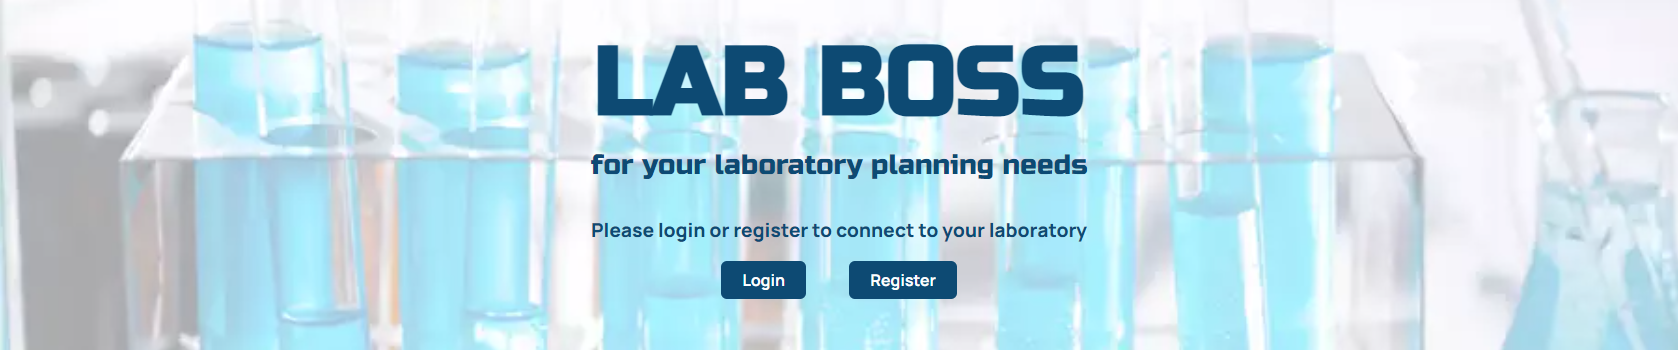 LAB BOSS
for your laboratory planning needs
Please login or register to connect to your laboratory
Login
Register